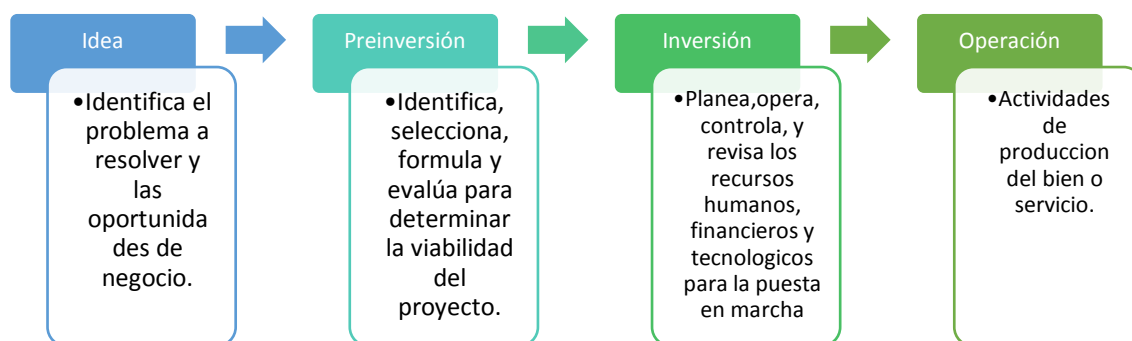 Idea
•Identifica el
problema a
resolver y
las
oportunida
des de
negocio.
Preinversión
•Identifica,
selecciona,
formula y
evalúa para
determinar
la viabilidad
del
proyecto.
Inversión
•Planea,opera,
controla, y
revisa los
recursos
humanos,
financieros y
tecnologicos
para la puesta
en marcha
Operación
•Actividades
de
produccion
del bien o
servicio.